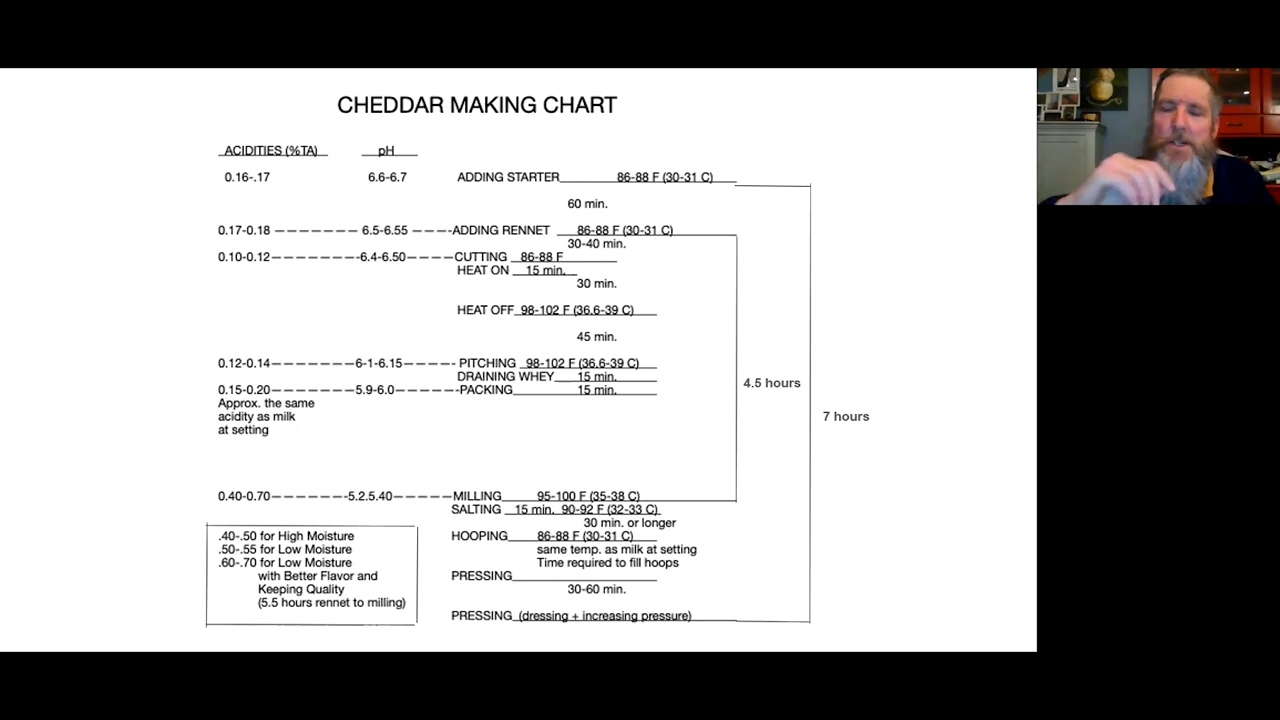 CHEDDAR MAKING CHART
ACIDITIES (%TA) pH
0.16-.17 6.6-6.7 ADDING STARTER 86-88 F (30-31 C)
60 min.
0.17-0.18 ------- 6.5-6.55 ----ADDING RENNET 86-88 F (30-31 C)
30-40 min.
0.10-0.12--------6.4-6.50-----CUTTING 86-88 F
HEAT ON 15 min.
30 min.
HEAT OFF 98-102 F (36.6-39 C)
45 min.
0.12-0.14--------6-1-6.15----- PITCHING 98-102 F (36.6-39 C)
DRAINING WHEY 15 min.
0.15-0.20--------5.9-6.0------PACKING 15 min.
Approx. the same
acidity as milk
at setting
4.5 hours
7 hours
0.40-0.70-------5.2.5.40-----MILLING 95-100 F (35-38 C)
SALTING 15 min. 90-92 F (32-33 C)
30 min. or longer
HOOPING 86-88 F (30-31 C)
same temp. as milk at setting
Time required to fill hoops
PRESSING
30-60 min.
PRESSING (dressing + increasing pressure)
.40-.50 for High Moisture
.50-.55 for Low Moisture
.60-.70 for Low Moisture
with Better Flavor and
Keeping Quality
(5.5 hours rennet to milling)